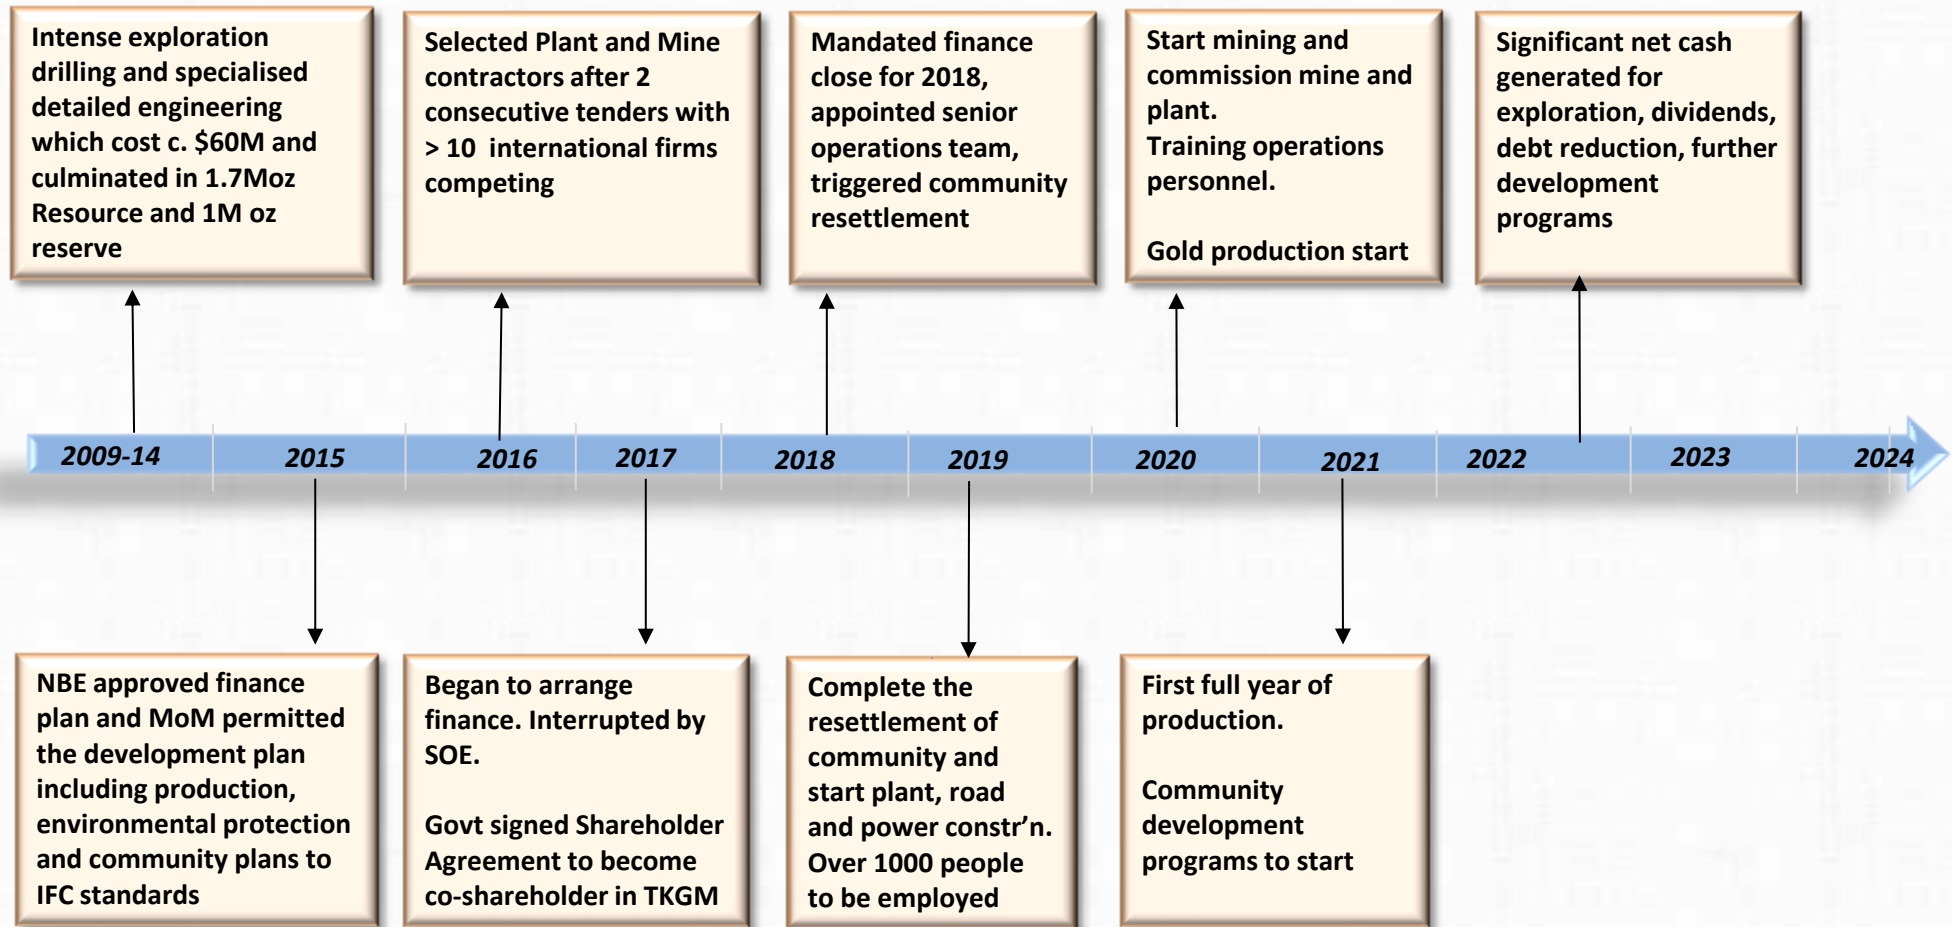 Intense exploration
drilling and specialised
detailed engineering
which cost c. $60M and
culminated in 1.7Moz
Resource and 1M oz
reserve
Selected Plant and Mine
contractors after 2
consecutive tenders with
> 10 international firms
competing
Mandated finance
close for 2018,
appointed senior
operations team,
triggered community
resettlement
Start mining and
commission mine and
plant.
Training operations
personnel.
Gold production start
Significant net cash
generated for
exploration, dividends,
debt reduction, further
development
programs
2009-14
2015
2016
2017
2018
2019
2020
2021
2022
2023
2024
NBE approved finance
plan and MoM permitted
the development plan
including production,
environmental protection
and community plans to
IFC standards
Began to arrange
finance. Interrupted by
SOE.
Govt signed Shareholder
Agreement to become
co-shareholder in TKGM
Complete the
resettlement of
community and
start plant, road
and power constr’n.
Over 1000 people
to be employed
First full year of
production.
Community
development
programs to start